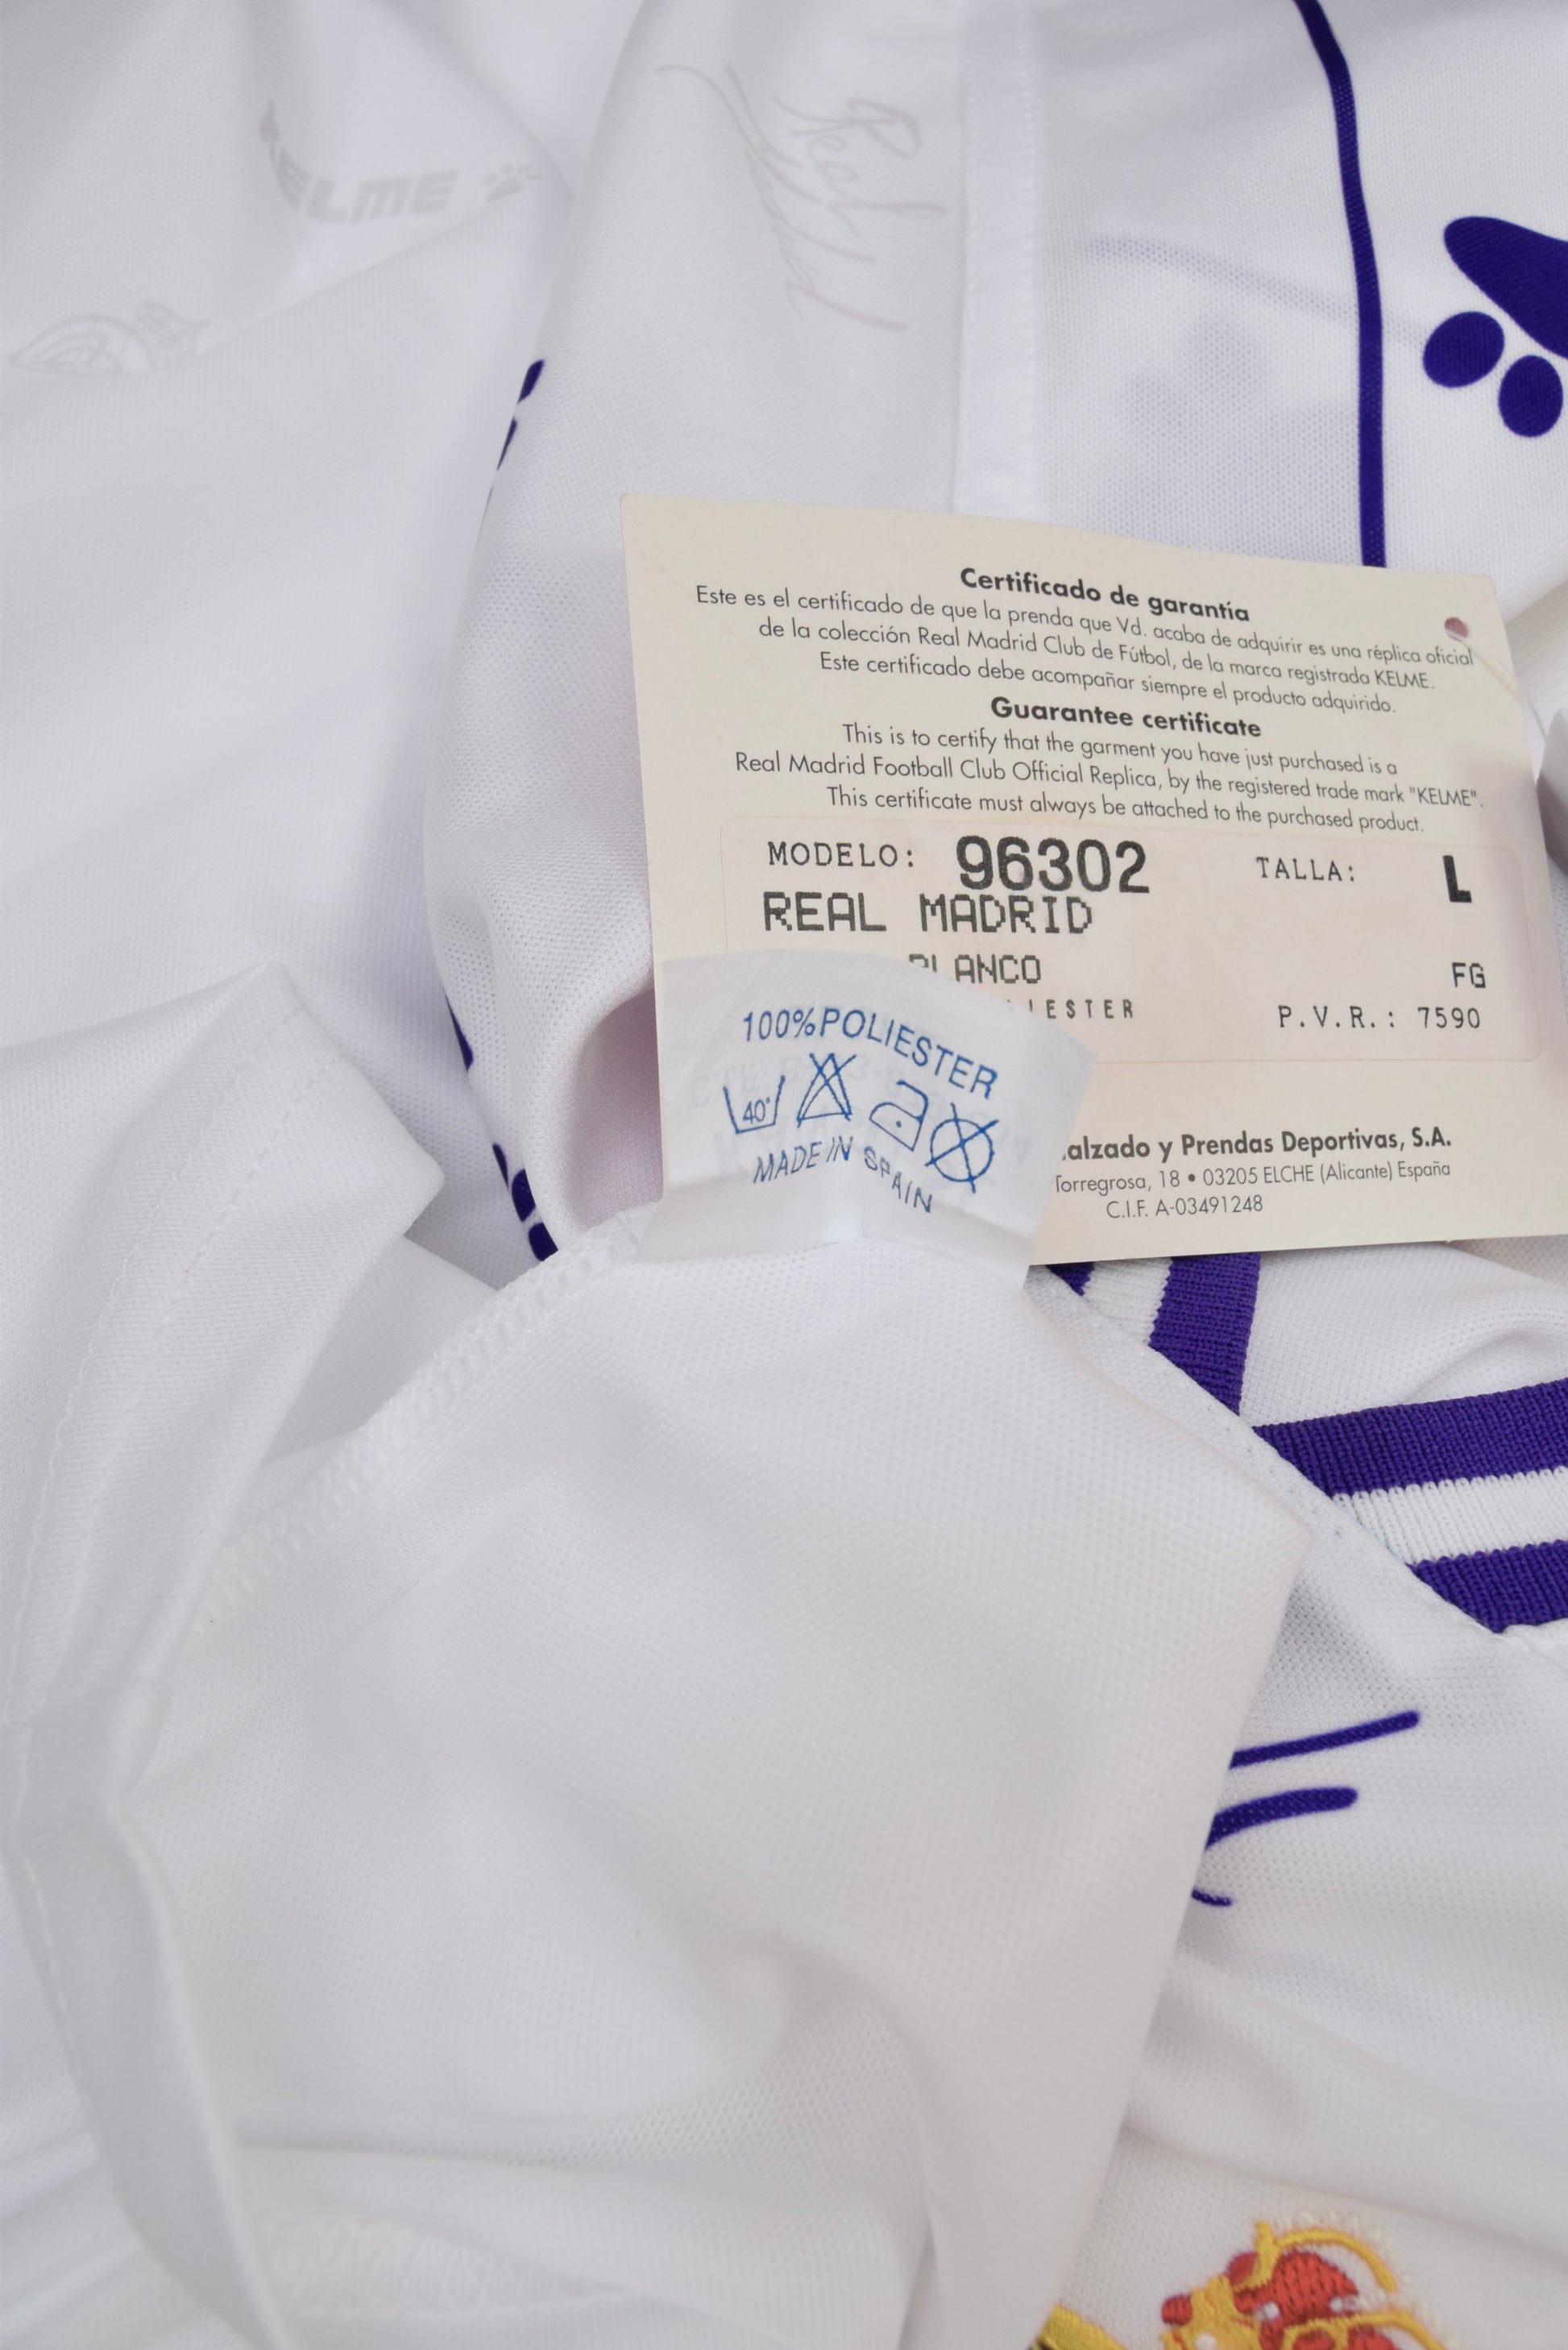 KELME
Real
Madrid
Certificado de garantía
Este es el certificado de que la prenda que Vd. acaba de adquirir es una réplica oficial
de la colección Real Madrid Club de Fútbol, de la marca registrada KELME.
Este certificado debe acompañar siempre el producto adquirido.
Guarantee certificate
This is to certify that the garment you have just purchased is a
Real Madrid Football Club Official Replica, by the registered trade mark "KELME".
This certificate must always be attached to the purchased product.
MODELO: 96302 TALLA: L
REAL MADRID
BLANCO FG
P.V.R.: 7590
y Prendas Deportivas, S.A.
Torregrosa, 18 • 03205 ELCHE (Alicante) España
C.I.F. A-03491248
100%POLIESTER
40°
MADE IN SPAIN